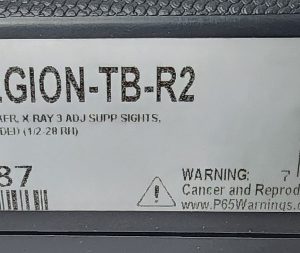 GION-TB-R2
X RAY 3 ADJ SUPP SIGHTS,
DED (1/2-28 RH)
87
WARNING:
Cancer and Reprod
www.P65Warnings.c